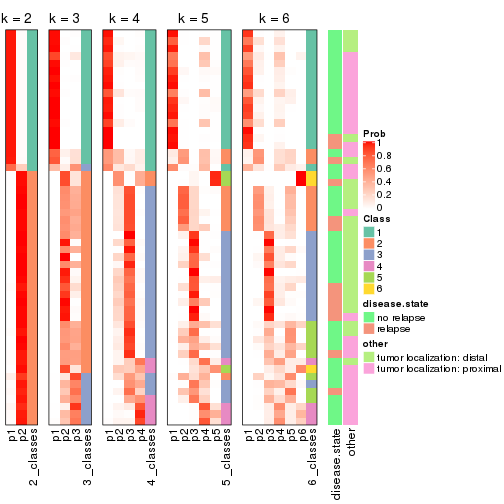 k = 2
k = 3
k = 4
k = 5
k = 6
Prob
1
0.8
0.6
0.4
0.2
0
Class
1
2
3
4
5
6
disease.state
no relapse
relapse
other
tumor localization: distal
tumor localization: proximal
p1
p2
2_classes
p1
p2
p3
3_classes
p1
p2
p3
p4
4_classes
p1
p2
p3
p4
p5
5_classes
p1
p2
p3
p4
p5
p6
6_classes
disease.state
other